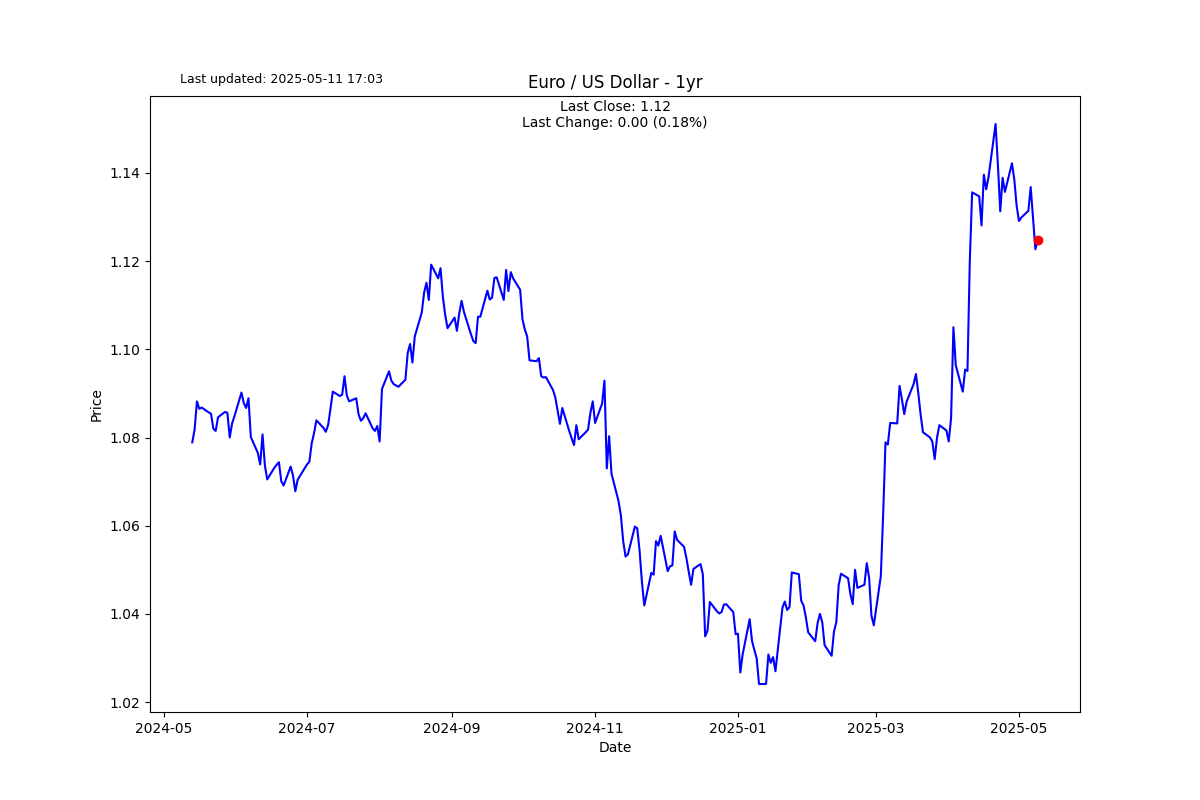 Last updated: 2025-05-11 17:03
Euro / US Dollar - 1yr
Last Close: 1.12
Last Change: 0.00 (0.18%)
1.14
1.12
1.10
1.08
1.06
1.04
1.02
Price
2024-05 2024-07 2024-09 2024-11 2025-01 2025-03 2025-05
Date